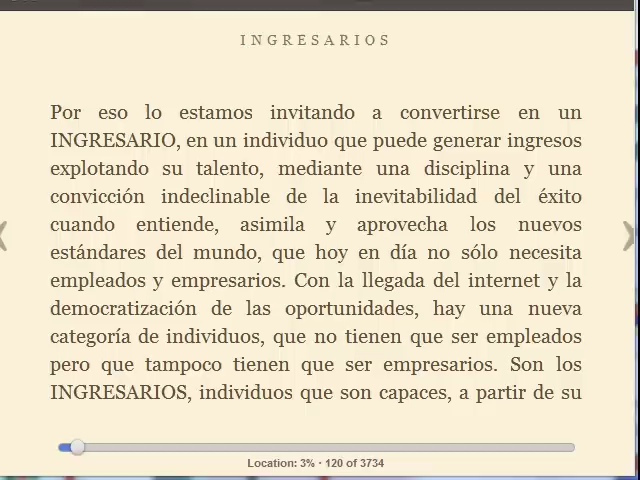 INGRESARIOS
Por eso lo estamos invitando a convertirse en un
INGRESARIO, en un individuo que puede generar ingresos
explotando su talento, mediante una disciplina y una
convicción indeclinable de la inevitabilidad del éxito
cuando entiende, asimila y aprovecha los nuevos
estándares del mundo, que hoy en día no sólo necesita
empleados y empresarios. Con la llegada del internet y la
democratización de las oportunidades, hay una nueva
categoría de individuos, que no tienen que ser empleados
pero que tampoco tienen que ser empresarios. Son los
INGRESARIOS, individuos que son capaces, a partir de su
Location: 3% · 120 of 3734